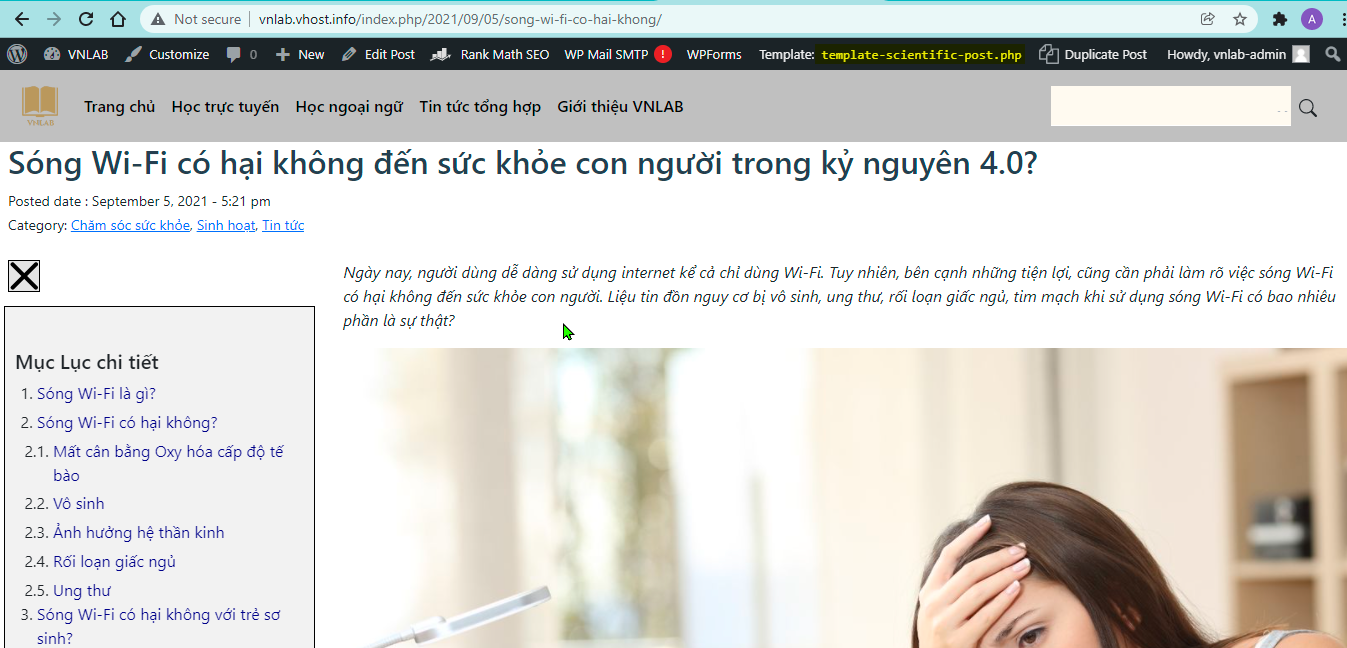 Not secure
vnlab.vhost.info/index.php/2021/09/05/song-wi-fi-co-hai-khong/
A
VNLAB Customize 0 New Edit Post Rank Math SEO WP Mail SMTP ! WPForms Template: template-scientific-post.php Duplicate Post Howdy, vnlab-admin
VNLAB
Trang chủ Học trực tuyến Học ngoại ngữ Tin tức tổng hợp Giới thiệu VNLAB
Sóng Wi-Fi có hại không đến sức khỏe con người trong kỷ nguyên 4.0?
Posted date : September 5, 2021 - 5:21 pm
Category: Chăm sóc sức khỏe, Sinh hoạt, Tin tức
Ngày nay, người dùng dễ dàng sử dụng internet kể cả chỉ dùng Wi-Fi. Tuy nhiên, bên cạnh những tiện lợi, cũng cần phải làm rõ việc sóng Wi-Fi
có hại không đến sức khỏe con người. Liệu tin đồn nguy cơ bị vô sinh, ung thư, rối loạn giấc ngủ, tim mạch khi sử dụng sóng Wi-Fi có bao nhiêu
phần là sự thật?
Mục Lục chi tiết
1. Sóng Wi-Fi là gì?
2. Sóng Wi-Fi có hại không?
2.1. Mất cân bằng Oxy hóa cấp độ tế
bào
2.2. Vô sinh
2.3. Ảnh hưởng hệ thần kinh
2.4. Rối loạn giấc ngủ
2.5. Ung thư
3. Sóng Wi-Fi có hại không với trẻ sơ
sinh?